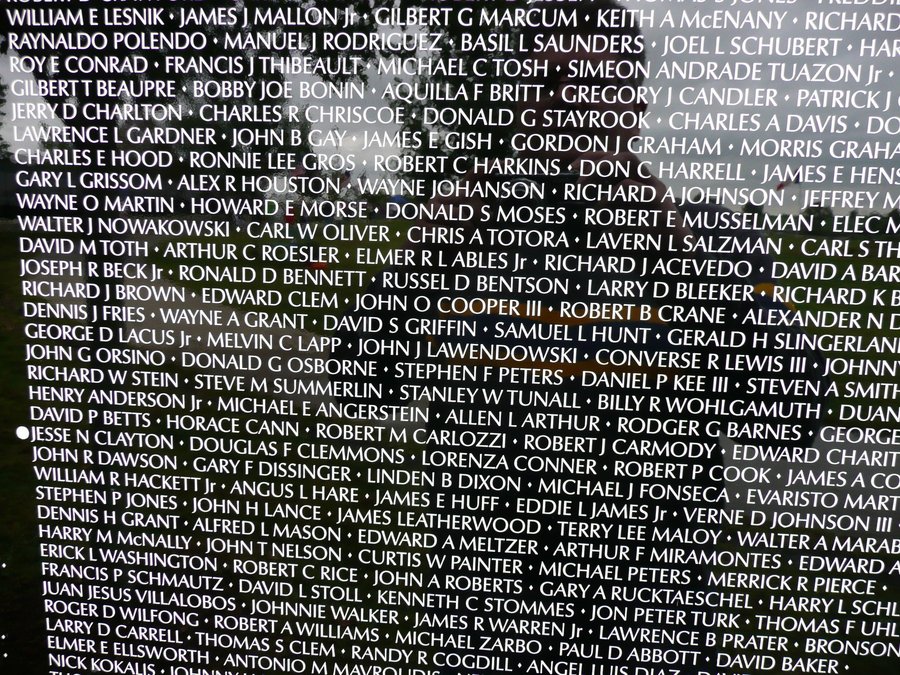 WILLIAM E LESNIK · JAMES J MALLON Jr · GILBERT G MARCUM · KEITH A McENANY · RICHARD
RAYNALDO POLENDO · MANUEL J RODRIGUEZ · BASIL L SAUNDERS · JOEL L SCHUBERT · HAR
ROY E CONRAD · FRANCIS J THIBEAULT · MICHAEL C TOSH · SIMEON ANDRADE TUAZON Jr ·
GILBERT T BEAUPRE · BOBBY JOE BONIN · AQUILLA F BRITT · GREGORY J CANDLER · PATRICK J
JERRY D CHARLTON · CHARLES R CHRISCOE · DONALD G STAYROOK · CHARLES A DAVIS · DO
LAWRENCE L GARDNER · JOHN B GAY · JAMES E GISH · GORDON J GRAHAM · MORRIS GRAHA
CHARLES E HOOD · RONNIE LEE GROS · ROBERT C HARKINS · DON C HARRELL · JAMES E HENS
GARY L GRISSOM · ALEX R HOUSTON · WAYNE JOHANSON · RICHARD A JOHNSON · JEFFREY M
WAYNE O MARTIN · HOWARD E MORSE · DONALD S MOSES · ROBERT E MUSSELMAN · ELEC M
WALTER J NOWAKOWSKI · CARL W OLIVER · CHRIS A TOTORA · LAVERN L SALZMAN · CARL S TH
DAVID M TOTH · ARTHUR C ROESLER · ELMER R L ABLES Jr · RICHARD J ACEVEDO · DAVID A BAR
JOSEPH R BECK Jr · RONALD D BENNETT · RUSSEL D BENTSON · LARRY D BLEEKER · RICHARD K B
RICHARD J BROWN · EDWARD CLEM · JOHN O COOPER III · ROBERT B CRANE · ALEXANDER N D
DENNIS J FRIES · WAYNE A GRANT · DAVID S GRIFFIN · SAMUEL L HUNT · GERALD H SLINGERLAN
GEORGE D LACUS Jr · MELVIN C LAPP · JOHN J LAWENDOWSKI · CONVERSE R LEWIS III · JOHNNY
JOHN G ORSINO · DONALD G OSBORNE · STEPHEN F PETERS · DANIEL P KEE III · STEVEN A SMITH
RICHARD W STEIN · STEVE M SUMMERLIN · STANLEY W TUNALL · BILLY R WOHLGAMUTH · DUAN
HENRY ANDERSON Jr · MICHAEL E ANGERSTEIN · ALLEN L ARTHUR · RODGER G BARNES · GEORGE
DAVID P BETTS · HORACE CANN · ROBERT M CARLOZZI · ROBERT J CARMODY · EDWARD CHARIT
JESSE N CLAYTON · DOUGLAS F CLEMMONS · LORENZA CONNER · ROBERT P COOK · JAMES A CO
JOHN R DAWSON · GARY F DISSINGER · LINDEN B DIXON · MICHAEL J FONSECA · EVARISTO MART
WILLIAM R HACKETT Jr · ANGUS L HARE · JAMES E HUFF · EDDIE L JAMES Jr · VERNE D JOHNSON III ·
STEPHEN P JONES · JOHN H LANCE · JAMES LEATHERWOOD · TERRY LEE MALOY · WALTER A MARAB
DENNIS H GRANT · ALFRED L MASON · EDWARD A MELTZER · ARTHUR F MIRAMONTES · EDWARD A
HARRY M McNALLY · JOHN T NELSON · CURTIS W PAINTER · MICHAEL PETERS · MERRICK R PIERCE ·
ERICK L WASHINGTON · ROBERT C RICE · JOHN A ROBERTS · GARY A RUCKTAESCHEL · HARRY L SCHL
FRANCIS P SCHMAUTZ · DAVID L STOLL · KENNETH C STOMMES · JON PETER TURK · THOMAS F UHL
JUAN JESUS VILLALOBOS · JOHNNIE WALKER · JAMES R WARREN Jr · LAWRENCE B PRATER · BRONSON
ROGER D WILFONG · ROBERT A WILLIAMS · MICHAEL ZARBO · PAUL D ABBOTT · DAVID BAKER ·
LARRY D CARRELL · THOMAS S CLEM · RANDY R COGDILL · ANGEL LUIS DIAZ ·
ELMER E ELLSWORTH · ANTONIO M MAVROUDIS
NICK KOKALIS